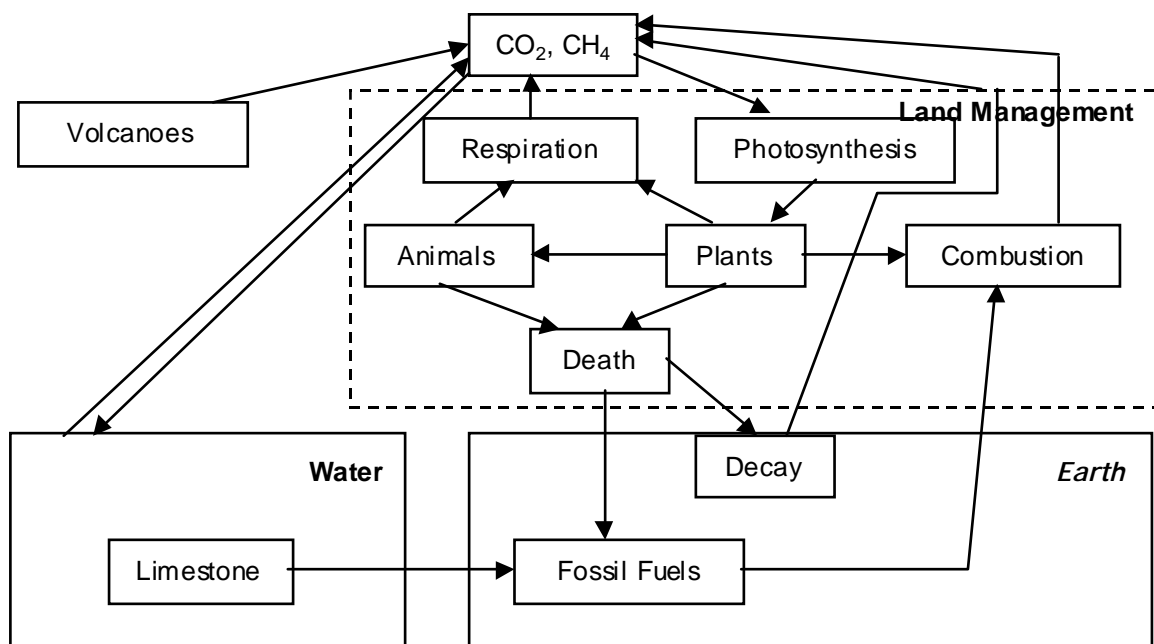 CO₂, CH₄
Land Management
Volcanoes
Respiration
Photosynthesis
Animals
Plants
Combustion
Death
Water
Decay
Earth
Limestone
Fossil Fuels